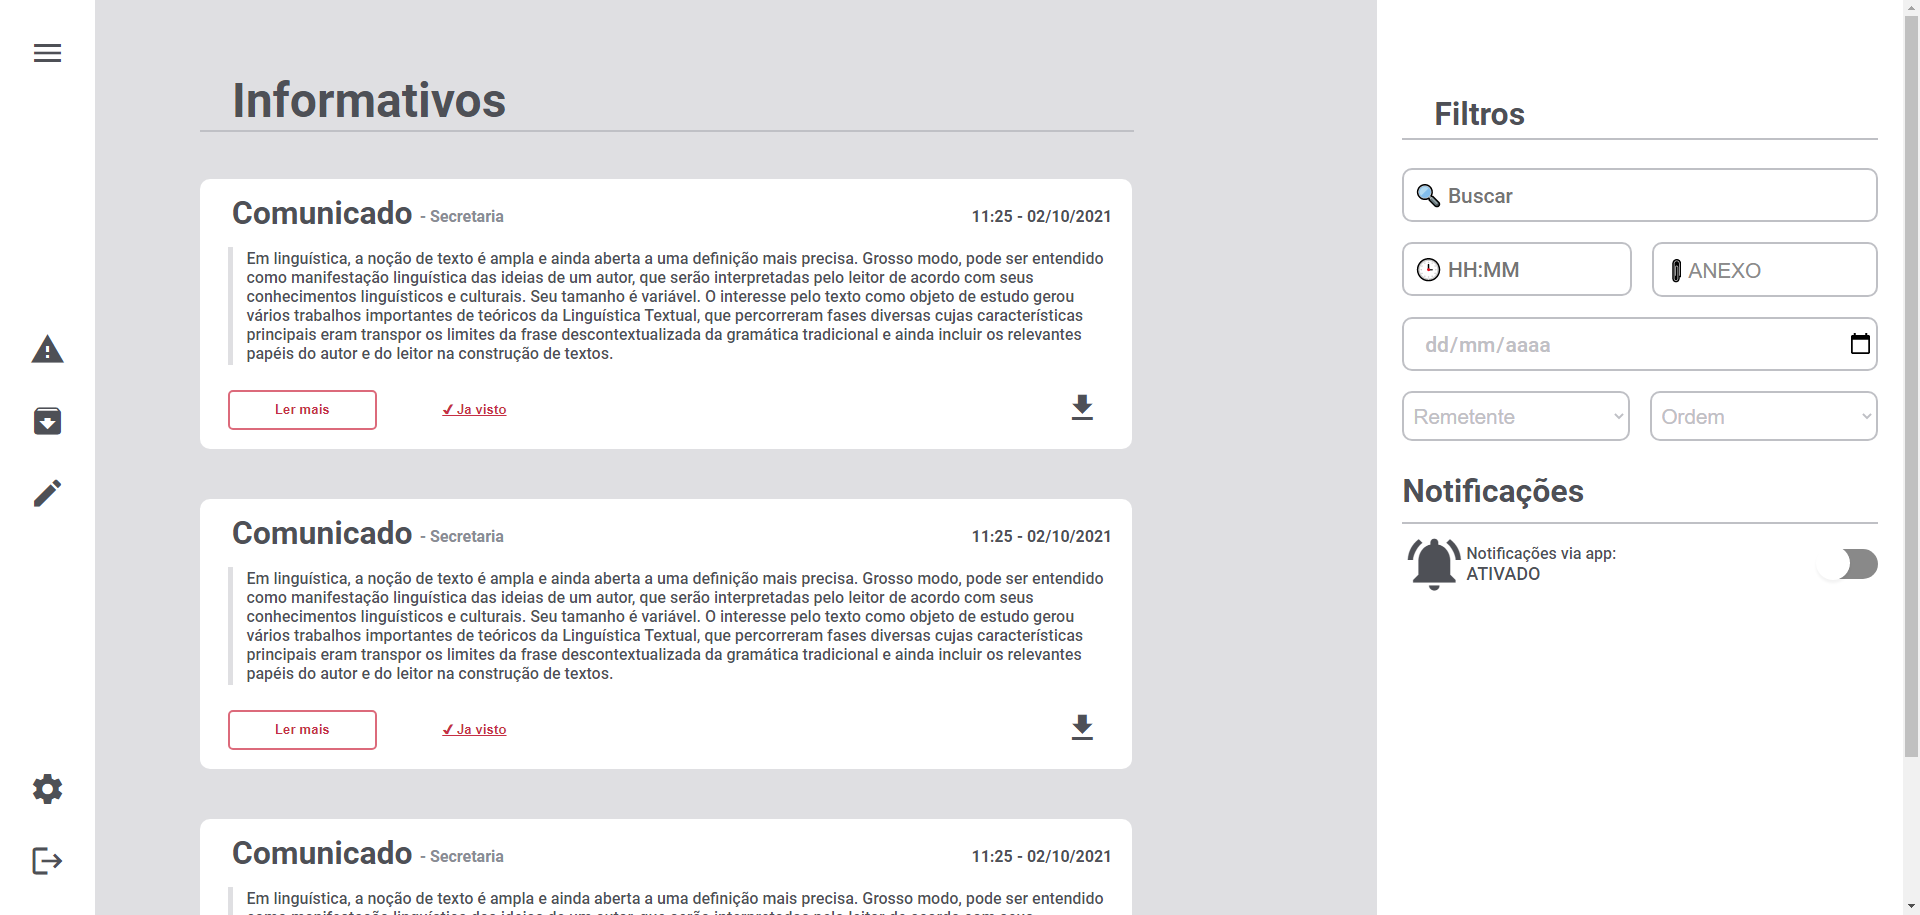 Informativos
Comunicado - Secretaria 11:25 - 02/10/2021
Em linguística, a noção de texto é ampla e ainda aberta a uma definição mais precisa. Grosso modo, pode ser entendido
como manifestação linguística das ideias de um autor, que serão interpretadas pelo leitor de acordo com seus
conhecimentos linguísticos e culturais. Seu tamanho é variável. O interesse pelo texto como objeto de estudo gerou
vários trabalhos importantes de teóricos da Linguística Textual, que percorreram fases diversas cujas características
principais eram transpor os limites da frase descontextualizada da gramática tradicional e ainda incluir os relevantes
papéis do autor e do leitor na construção de textos.
Ler mais ✓ Ja visto
Comunicado - Secretaria 11:25 - 02/10/2021
Em linguística, a noção de texto é ampla e ainda aberta a uma definição mais precisa. Grosso modo, pode ser entendido
como manifestação linguística das ideias de um autor, que serão interpretadas pelo leitor de acordo com seus
conhecimentos linguísticos e culturais. Seu tamanho é variável. O interesse pelo texto como objeto de estudo gerou
vários trabalhos importantes de teóricos da Linguística Textual, que percorreram fases diversas cujas características
principais eram transpor os limites da frase descontextualizada da gramática tradicional e ainda incluir os relevantes
papéis do autor e do leitor na construção de textos.
Ler mais ✓ Ja visto
Comunicado - Secretaria 11:25 - 02/10/2021
Em linguística, a noção de texto é ampla e ainda aberta a uma definição mais precisa. Grosso modo, pode ser entendido
Filtros
Buscar
HH:MM ANEXO
dd/mm/aaaa
Remetente Ordem
Notificações
Notificações via app:
ATIVADO